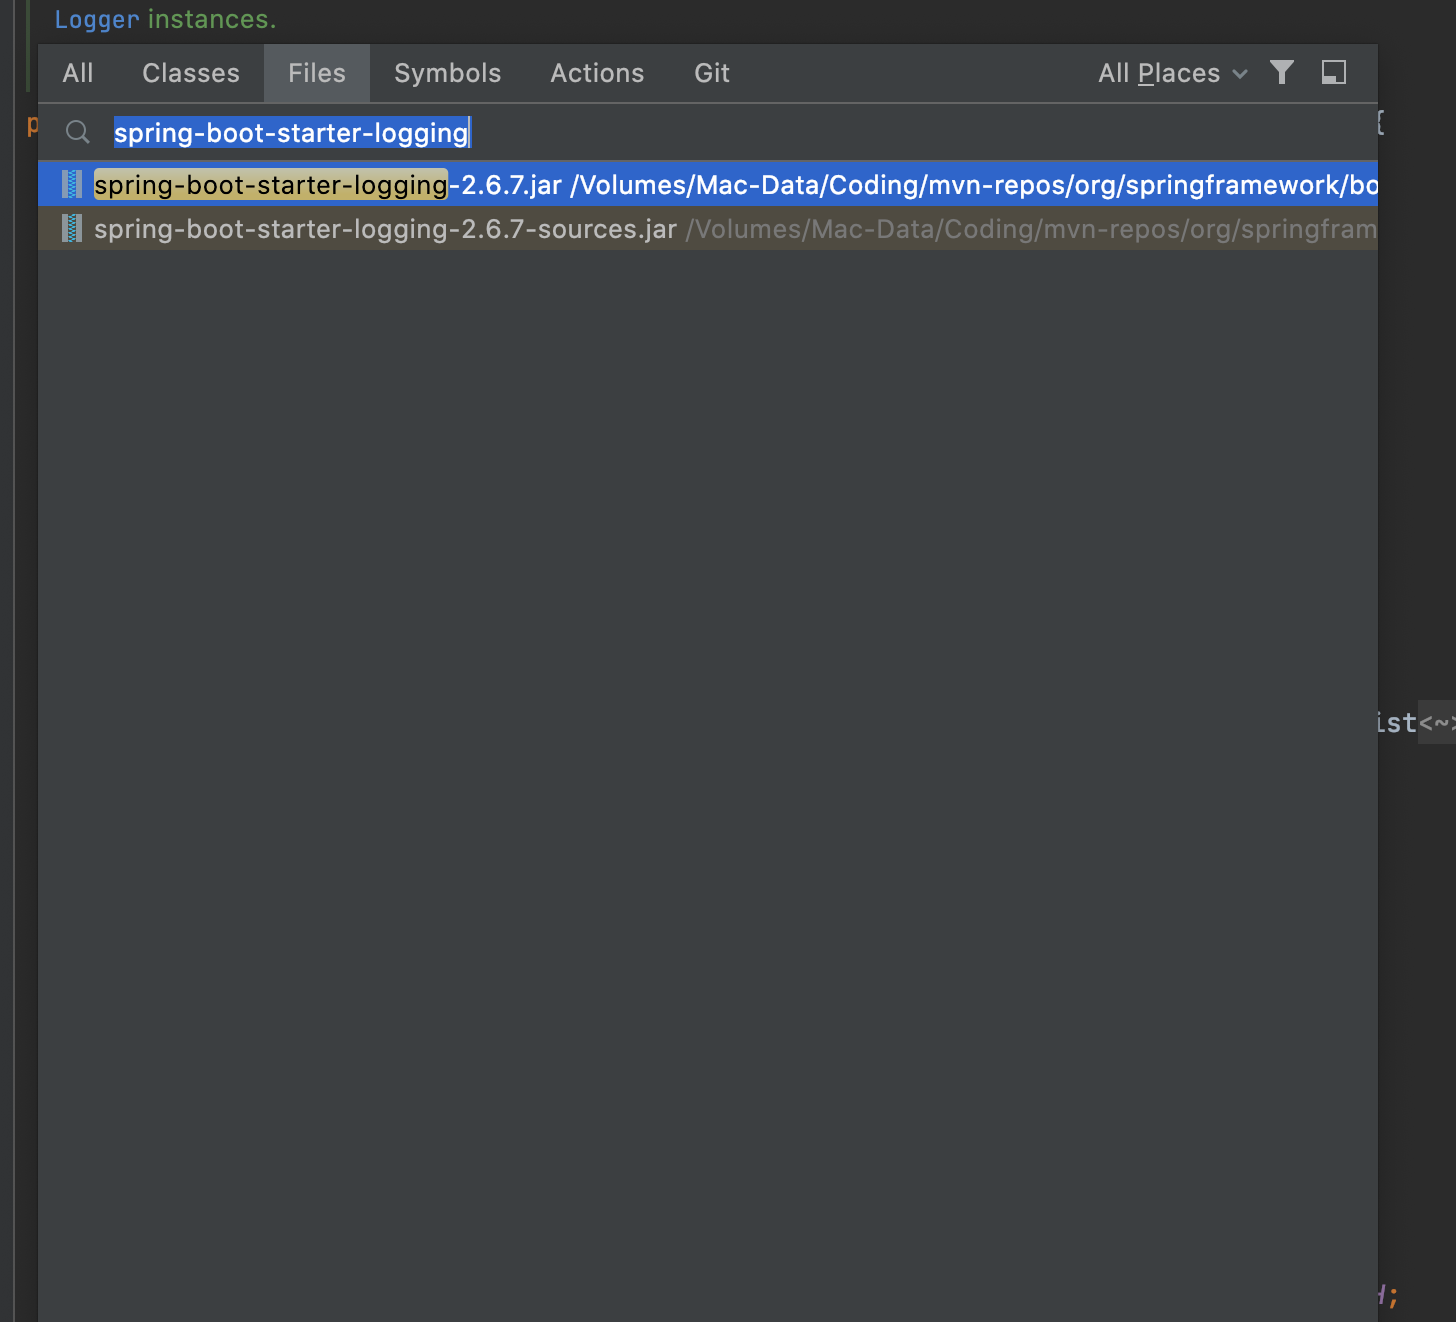 Logger instances.
All Classes Files Symbols Actions Git All Places
p {
spring-boot-starter-logging
spring-boot-starter-logging-2.6.7.jar /Volumes/Mac-Data/Coding/mvn-repos/org/springframework/bo
spring-boot-starter-logging-2.6.7-sources.jar /Volumes/Mac-Data/Coding/mvn-repos/org/springfram
ist<~>
;